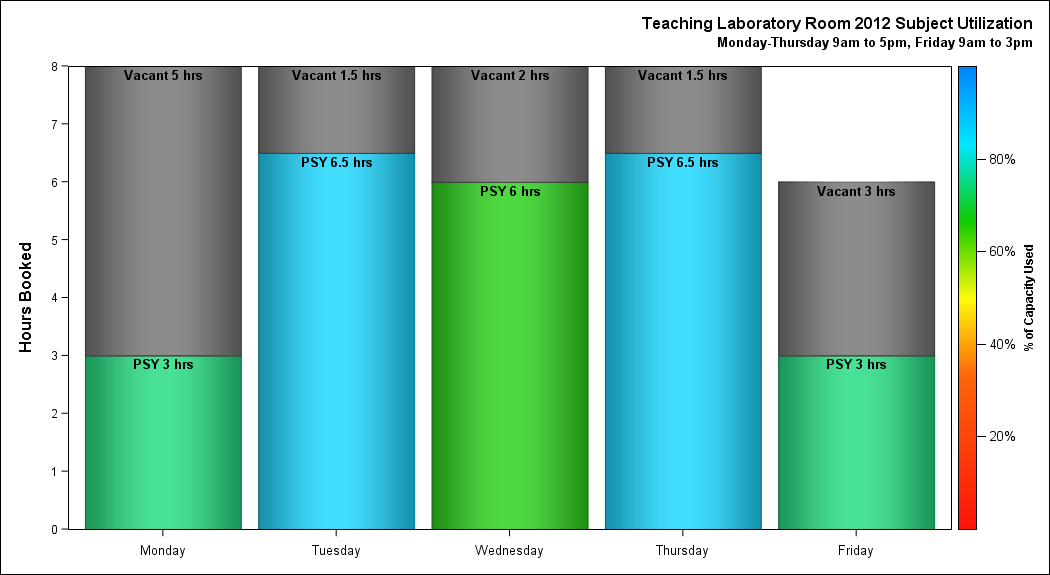 Teaching Laboratory Room 2012 Subject Utilization
Monday-Thursday 9am to 5pm, Friday 9am to 3pm
Hours Booked
8
7
6
5
4
3
2
1
0
Vacant 5 hrs
PSY 3 hrs
Vacant 1.5 hrs
PSY 6.5 hrs
Vacant 2 hrs
PSY 6 hrs
Vacant 1.5 hrs
PSY 6.5 hrs
Vacant 3 hrs
PSY 3 hrs
Monday
Tuesday
Wednesday
Thursday
Friday
80%
60%
40%
20%
% of Capacity Used